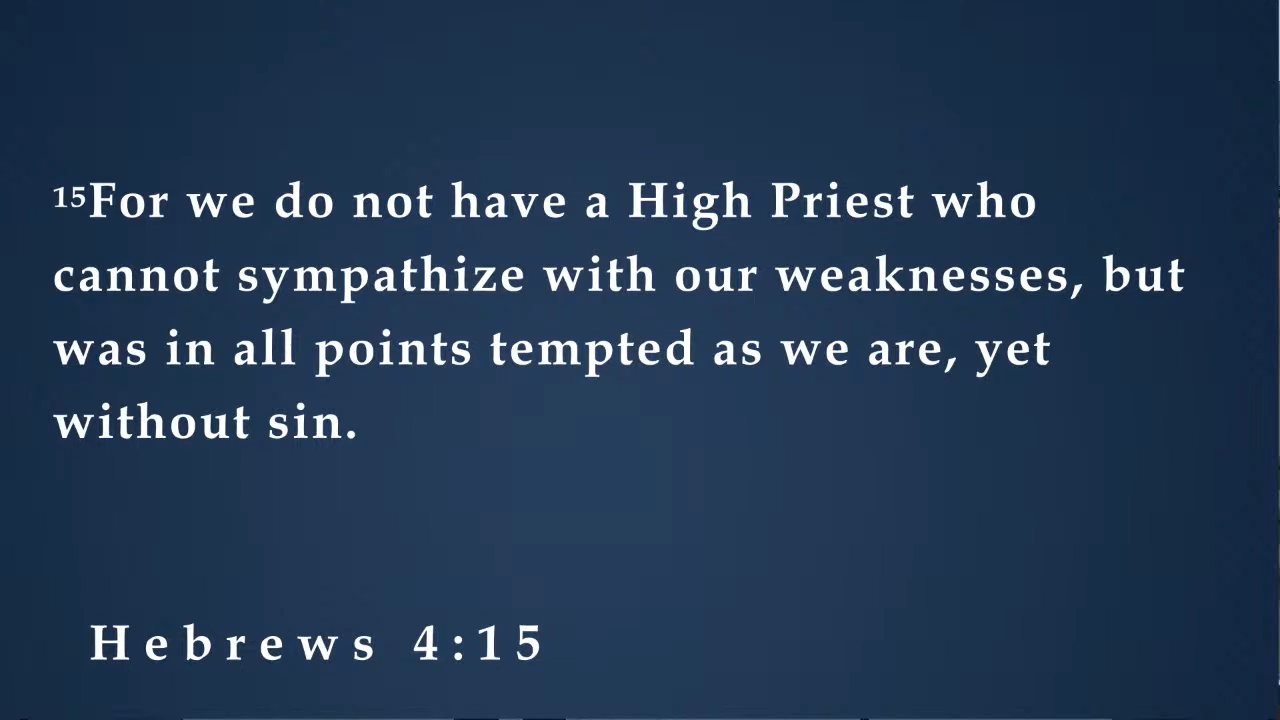 ¹⁵For we do not have a High Priest who
cannot sympathize with our weaknesses, but
was in all points tempted as we are, yet
without sin.
Hebrews 4:15